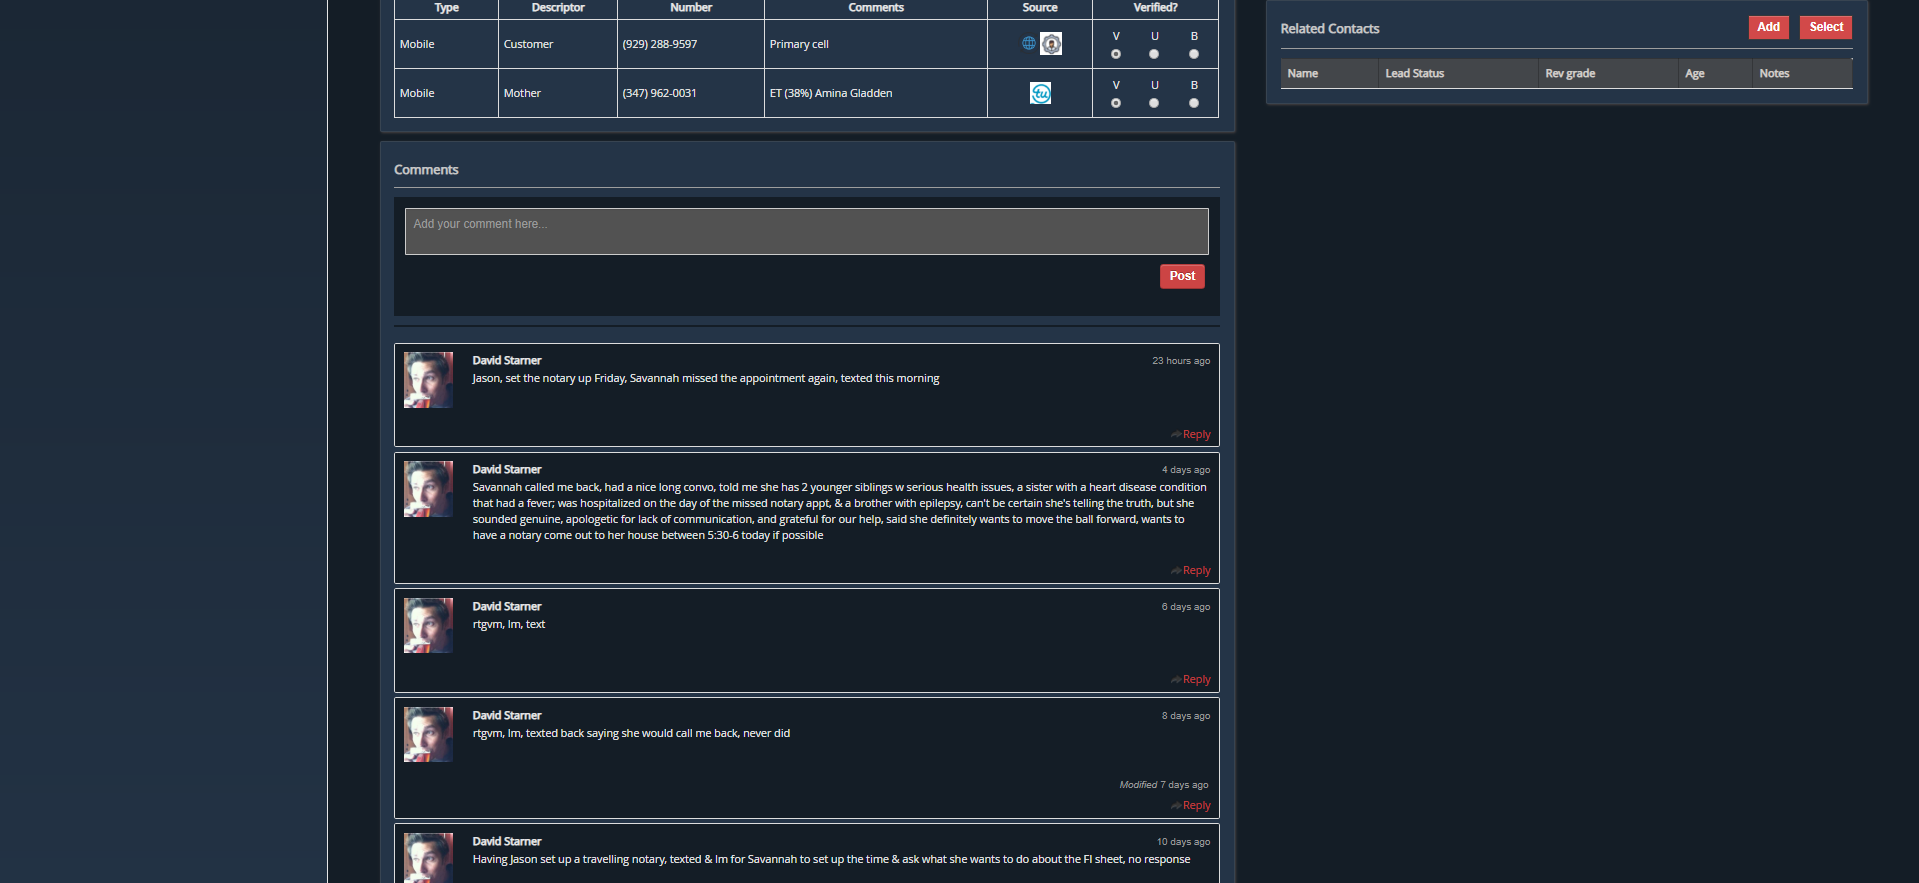 Type Descriptor Number Comments Source Verified?
Mobile Customer (929) 288-9597 Primary cell V U B
Mobile Mother (347) 962-0031 ET (38%) Amina Gladden tu V U B
Related Contacts Add Select
Name Lead Status Rev grade Age Notes
Comments
Add your comment here...
Post
David Starner 23 hours ago
Jason, set the notary up Friday, Savannah missed the appointment again, texted this morning
Reply
David Starner 4 days ago
Savannah called me back, had a nice long convo, told me she has 2 younger siblings w serious health issues, a sister with a heart disease condition
that had a fever; was hospitalized on the day of the missed notary appt, & a brother with epilepsy, can't be certain she's telling the truth, but she
sounded genuine, apologetic for lack of communication, and grateful for our help, said she definitely wants to move the ball forward, wants to
have a notary come out to her house between 5:30-6 today if possible
Reply
David Starner 6 days ago
rtgvm, lm, text
Reply
David Starner 8 days ago
rtgvm, lm, texted back saying she would call me back, never did
Modified 7 days ago
Reply
David Starner 10 days ago
Having Jason set up a travelling notary, texted & lm for Savannah to set up the time & ask what she wants to do about the FI sheet, no response